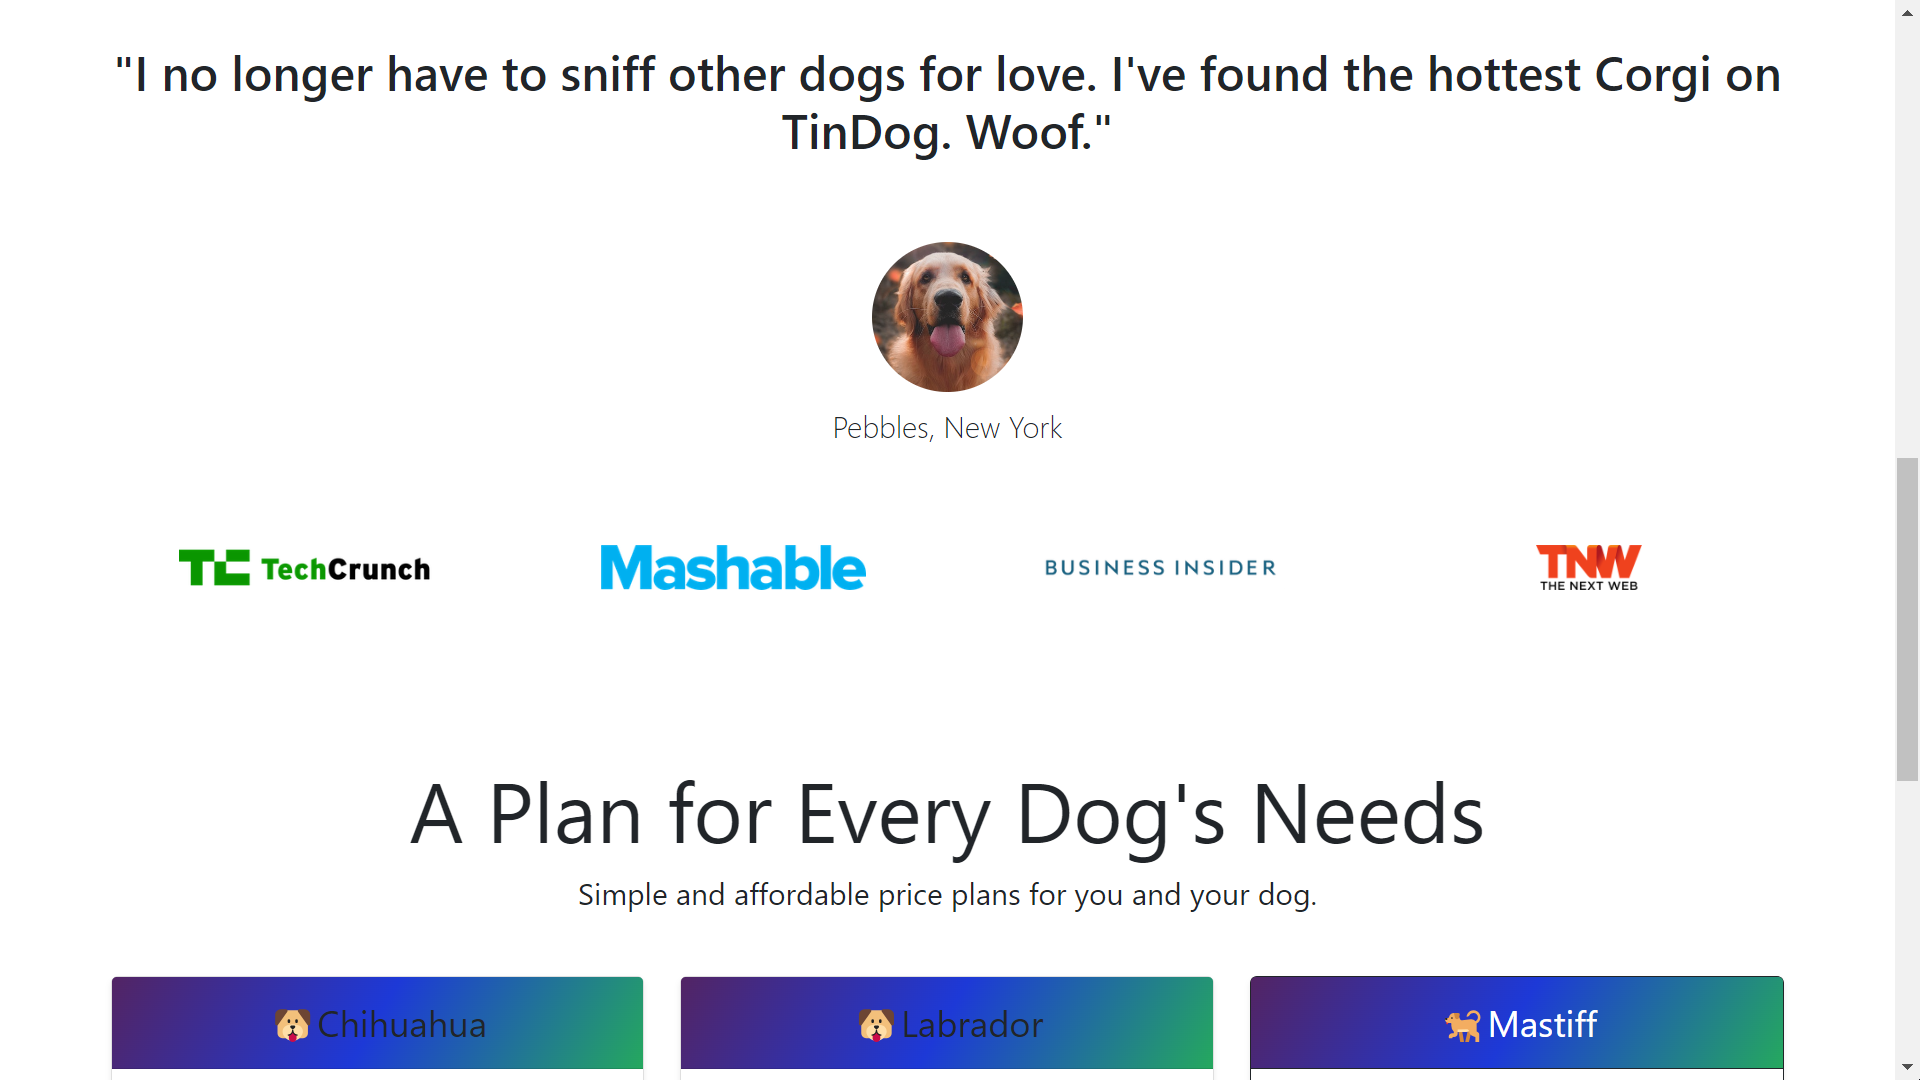 "I no longer have to sniff other dogs for love. I've found the hottest Corgi on
TinDog. Woof."
Pebbles, New York
TC TechCrunch
Mashable
BUSINESS INSIDER
TNW
THE NEXT WEB
A Plan for Every Dog's Needs
Simple and affordable price plans for you and your dog.
Chihuahua
Labrador
Mastiff